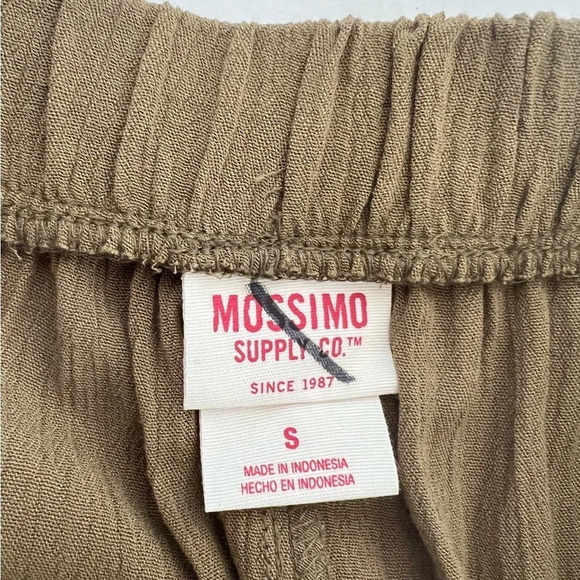 MOSSIMO
SUPPLY CO.™
SINCE 1987
S
MADE IN INDONESIA
HECHO EN INDONESIA